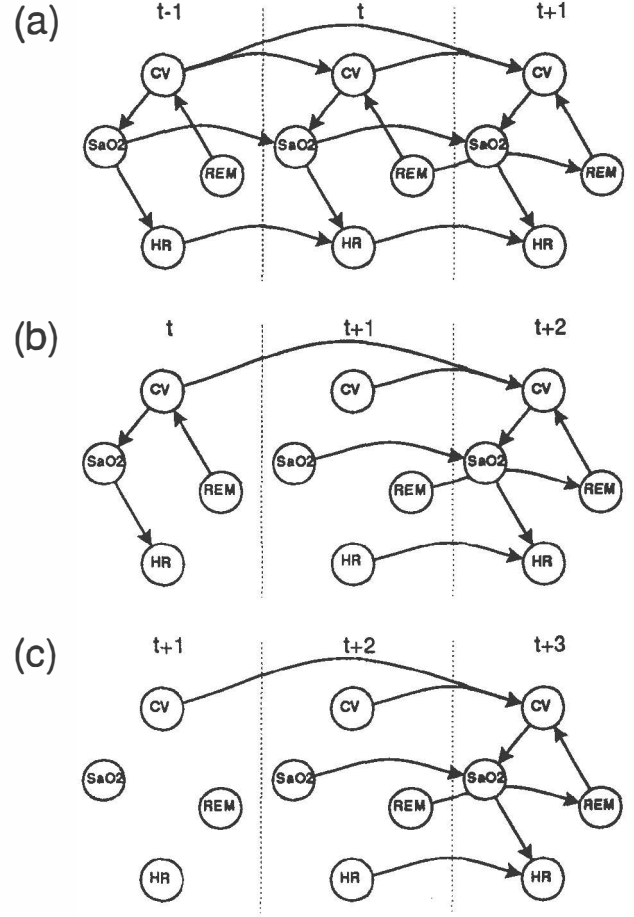 (a)
t-1 t t+1
CV CV CV
SaO2 SaO2 SaO2
REM REM REM
HR HR HR
(b)
t t+1 t+2
CV CV CV
SaO2 SaO2 SaO2
REM REM REM
HR HR HR
(c)
t+1 t+2 t+3
CV CV CV
SaO2 SaO2 SaO2
REM REM REM
HR HR HR